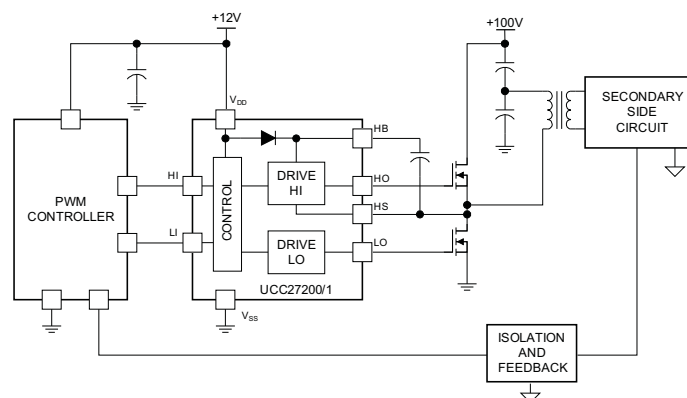 +12V
+100V
V_DD
SECONDARY
SIDE
CIRCUIT
HB
PWM
CONTROLLER
HI
CONTROL
DRIVE
HI
HO
HS
LI
DRIVE
LO
LO
UCC27200/1
V_SS
ISOLATION
AND
FEEDBACK